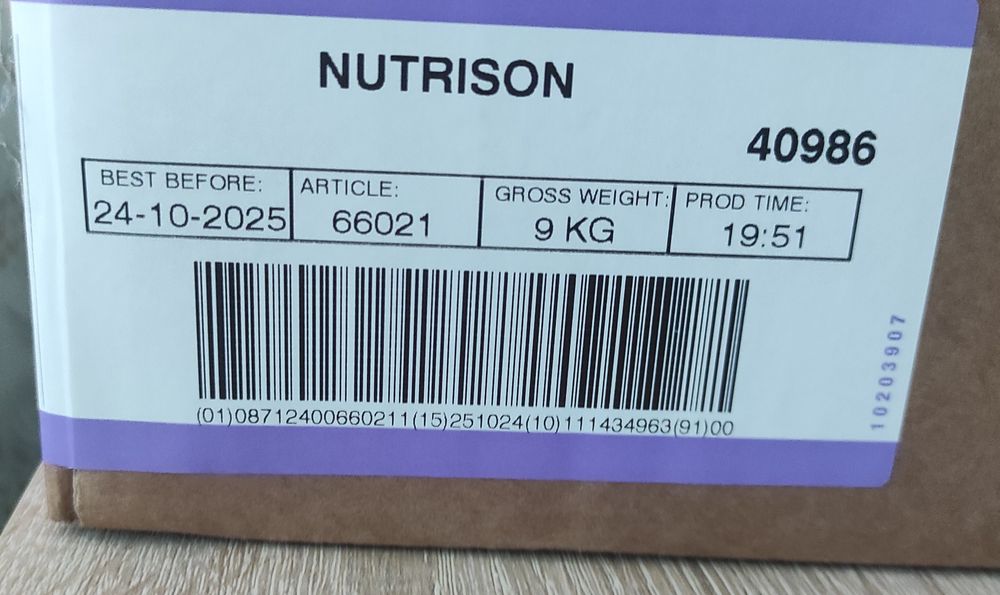 NUTRISON
40986
BEST BEFORE: ARTICLE: GROSS WEIGHT: PROD TIME:
24-10-2025 66021 9 KG 19:51
(01)08712400660211(15)251024(10)111434963(91)00
10203907